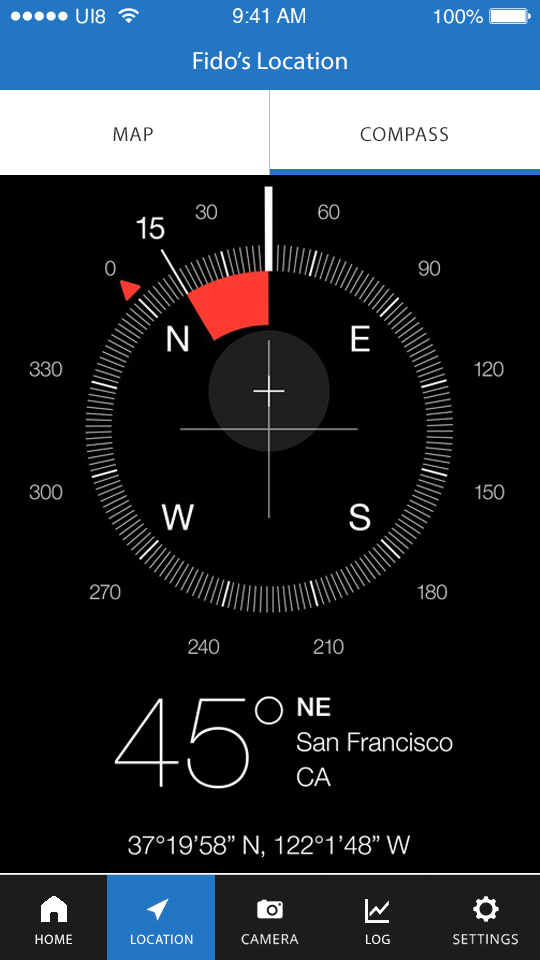 UI8 9:41 AM 100%
Fido’s Location
MAP COMPASS
30 60
15
0 90
N E
330 120
300 150
W S
270 180
240 210
45° NE
San Francisco
CA
37°19’58” N, 122°1’48” W
HOME LOCATION CAMERA LOG SETTINGS